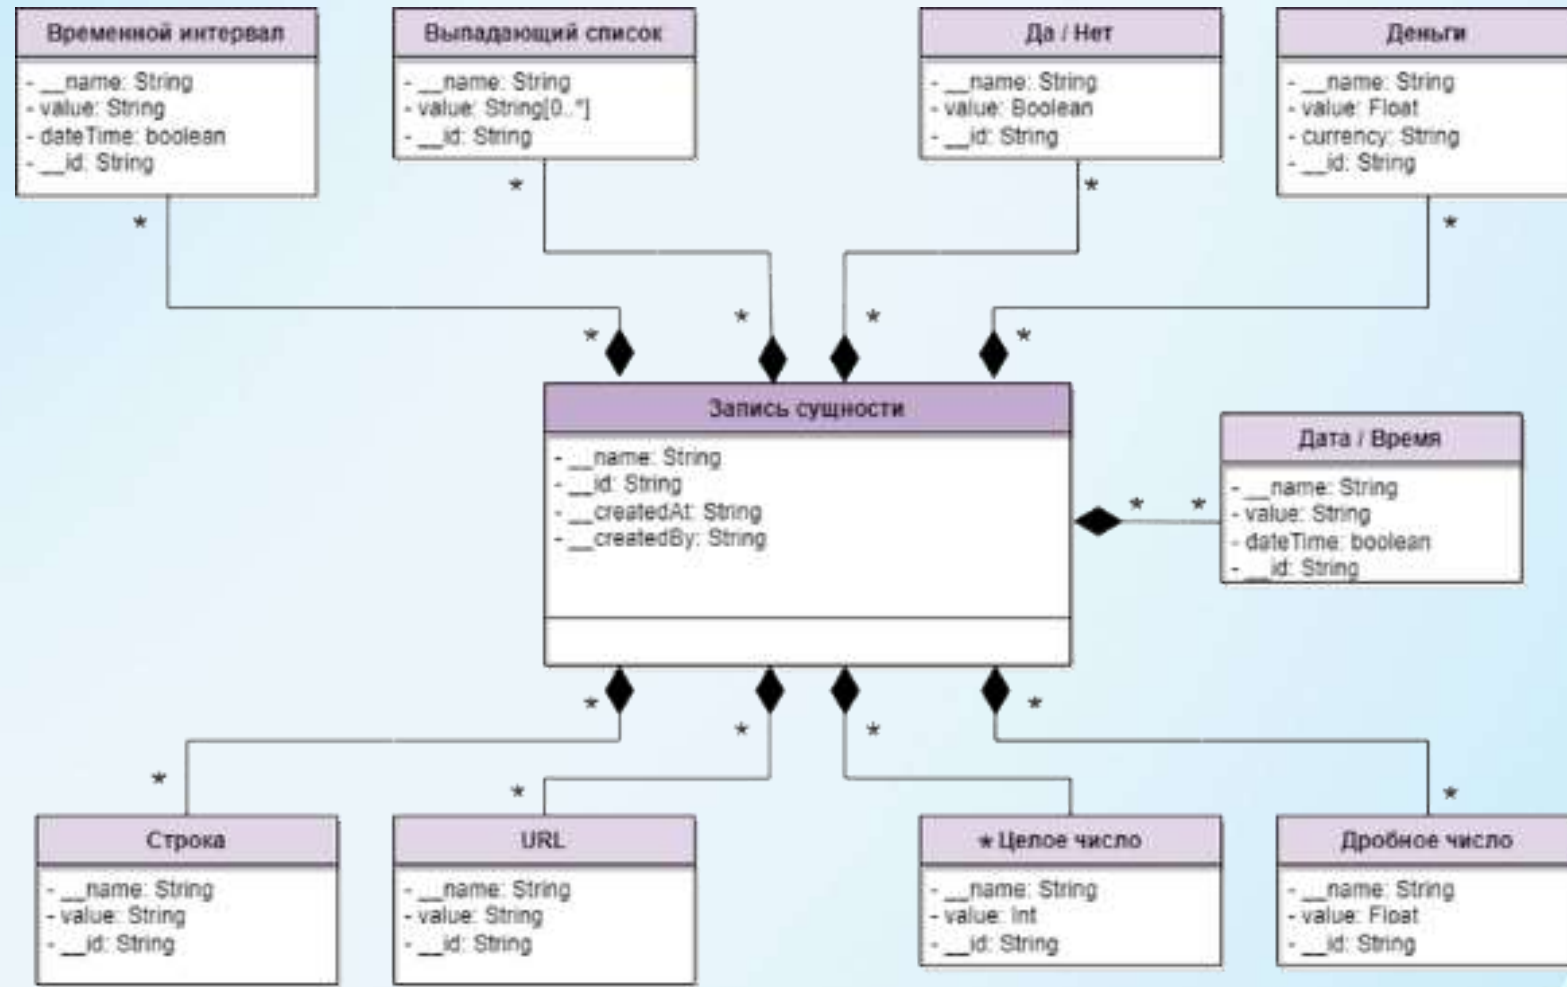 Временной интервал
- __name: String
- value: String
- dateTime: boolean
- __id: String
*
Выпадающий список
- __name: String
- value: String[0..*]
- __id: String
*
Да / Нет
- __name: String
- value: Boolean
- __id: String
*
Деньги
- __name: String
- value: Float
- currency: String
- __id: String
*
*
*
*
*
Запись сущности
- __name: String
- __id: String
- __createdAt: String
- __createdBy: String
* *
Дата / Время
- __name: String
- value: String
- dateTime: boolean
- __id: String
*
*
*
*
*
Строка
- __name: String
- value: String
- __id: String
*
URL
- __name: String
- value: String
- __id: String
* Целое число
- __name: String
- value: Int
- __id: String
*
Дробное число
- __name: String
- value: Float
- __id: String